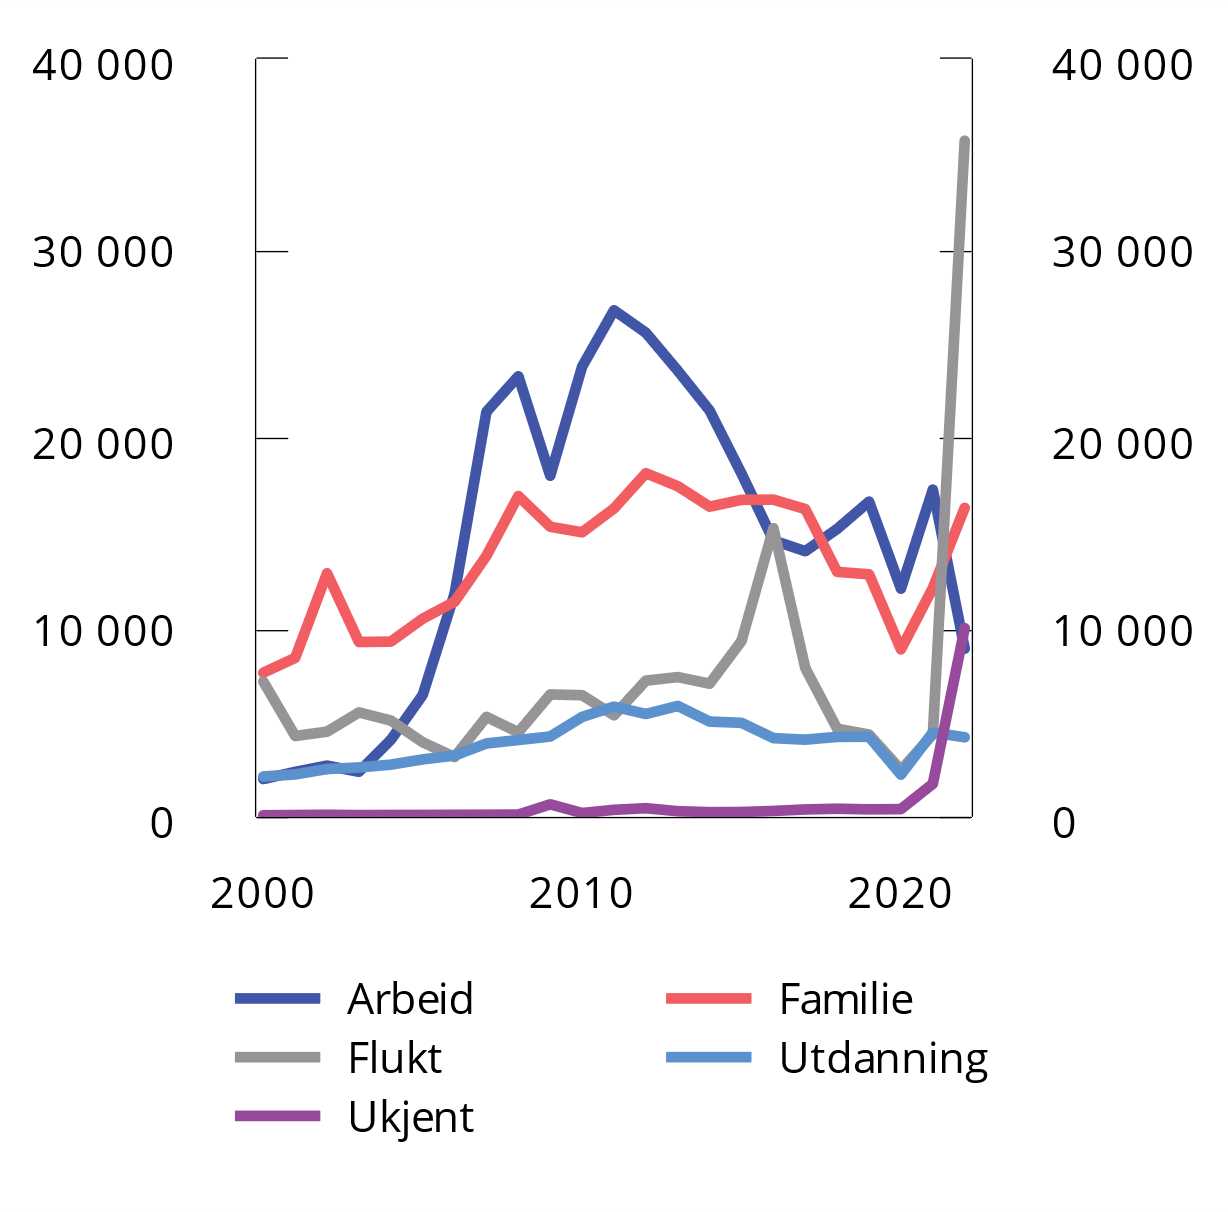 40 000 40 000
30 000 30 000
20 000 20 000
10 000 10 000
0 0
2000 2010 2020
Arbeid Familie
Flukt Utdanning
Ukjent